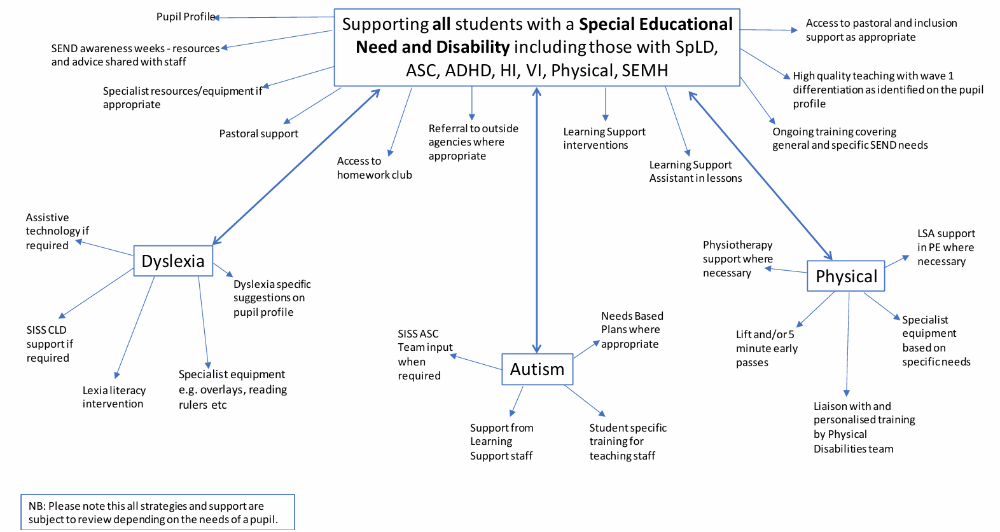 Supporting all students with a Special Educational
Need and Disability including those with SpLD,
ASC, ADHD, HI, VI, Physical, SEMH
Pupil Profile
SEND awareness weeks - resources
and advice shared with staff
Specialist resources/equipment if
appropriate
Pastoral support
Access to
homework club
Referral to outside
agencies where
appropriate
Learning Support
interventions
Learning Support
Assistant in lessons
Access to pastoral and inclusion
support as appropriate
High quality teaching with wave 1
differentiation as identified on the pupil
profile
Ongoing training covering
general and specific SEND needs
Dyslexia
Assistive
technology if
required
SISS CLD
support if
required
Lexia literacy
intervention
Specialist equipment
e.g. overlays, reading
rulers etc
Dyslexia specific
suggestions on
pupil profile
Autism
SISS ASC
Team input
when
required
Needs Based
Plans where
appropriate
Support from
Learning
Support staff
Student specific
training for
teaching staff
Physical
Physiotherapy
support where
necessary
LSA support
in PE where
necessary
Lift and/or 5
minute early
passes
Specialist
equipment
based on
specific needs
Liaison with and
personalised training
by Physical
Disabilities team
NB: Please note this all strategies and support are
subject to review depending on the needs of a pupil.